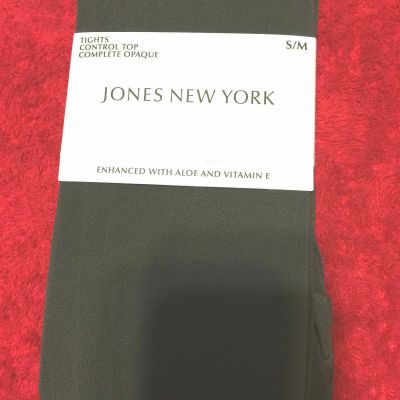 TIGHTS
CONTROL TOP
COMPLETE OPAQUE
S/M
JONES NEW YORK
ENHANCED WITH ALOE AND VITAMIN E